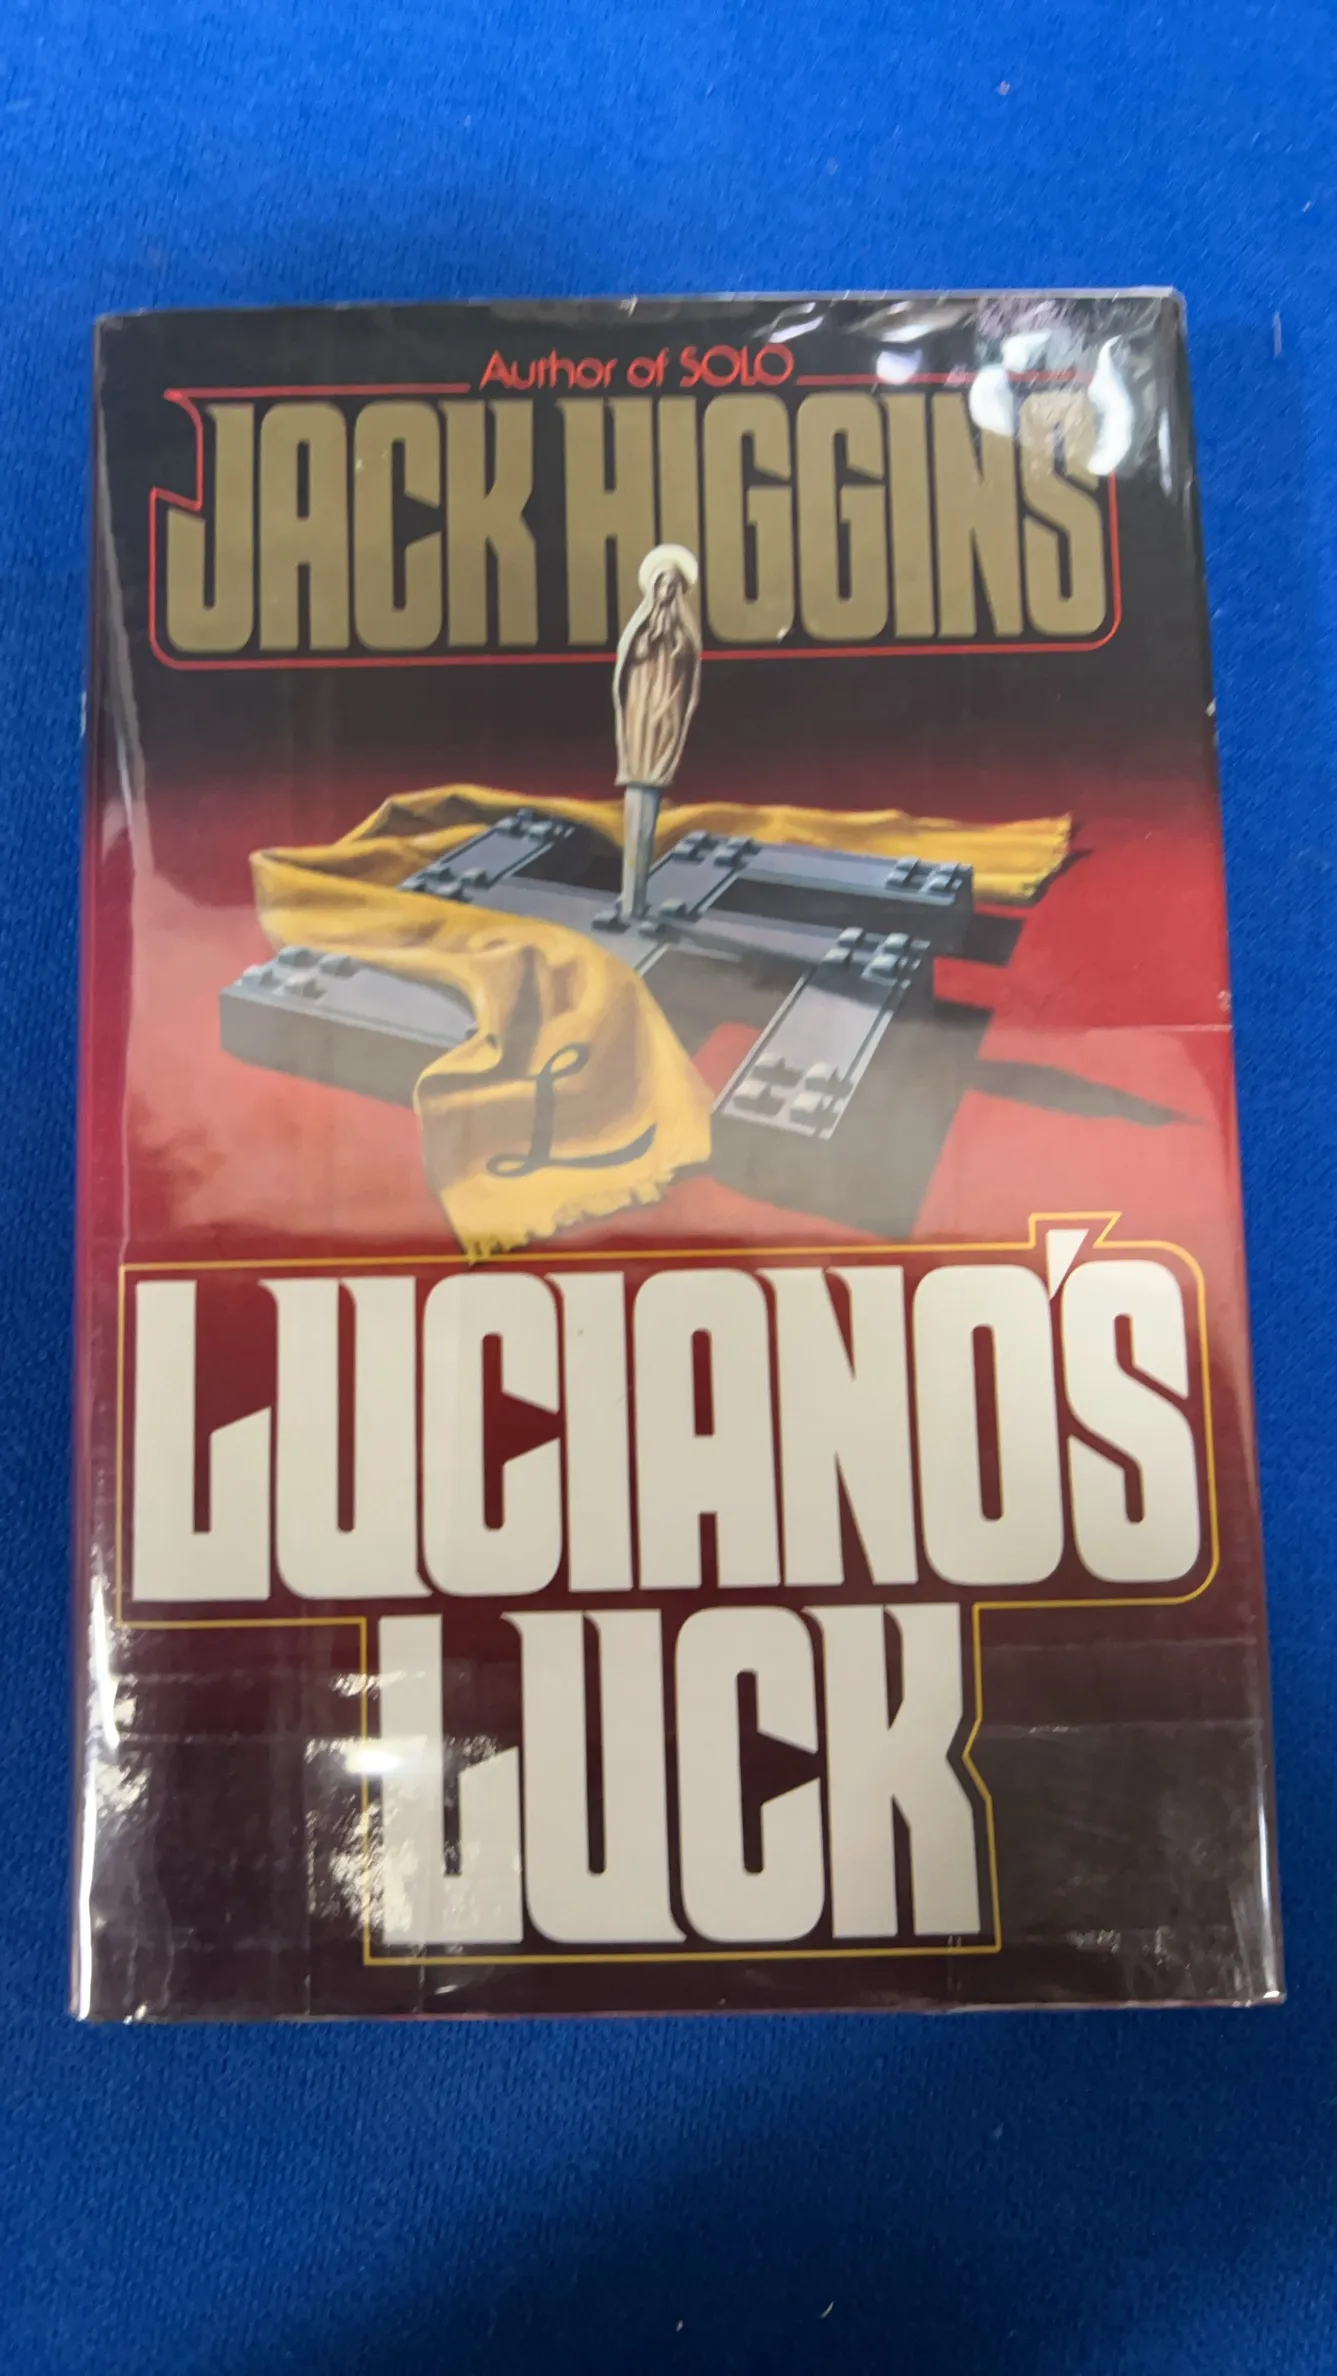 Author of SOLO
JACK HIGGINS
L
LUCIANO'S
LUCK